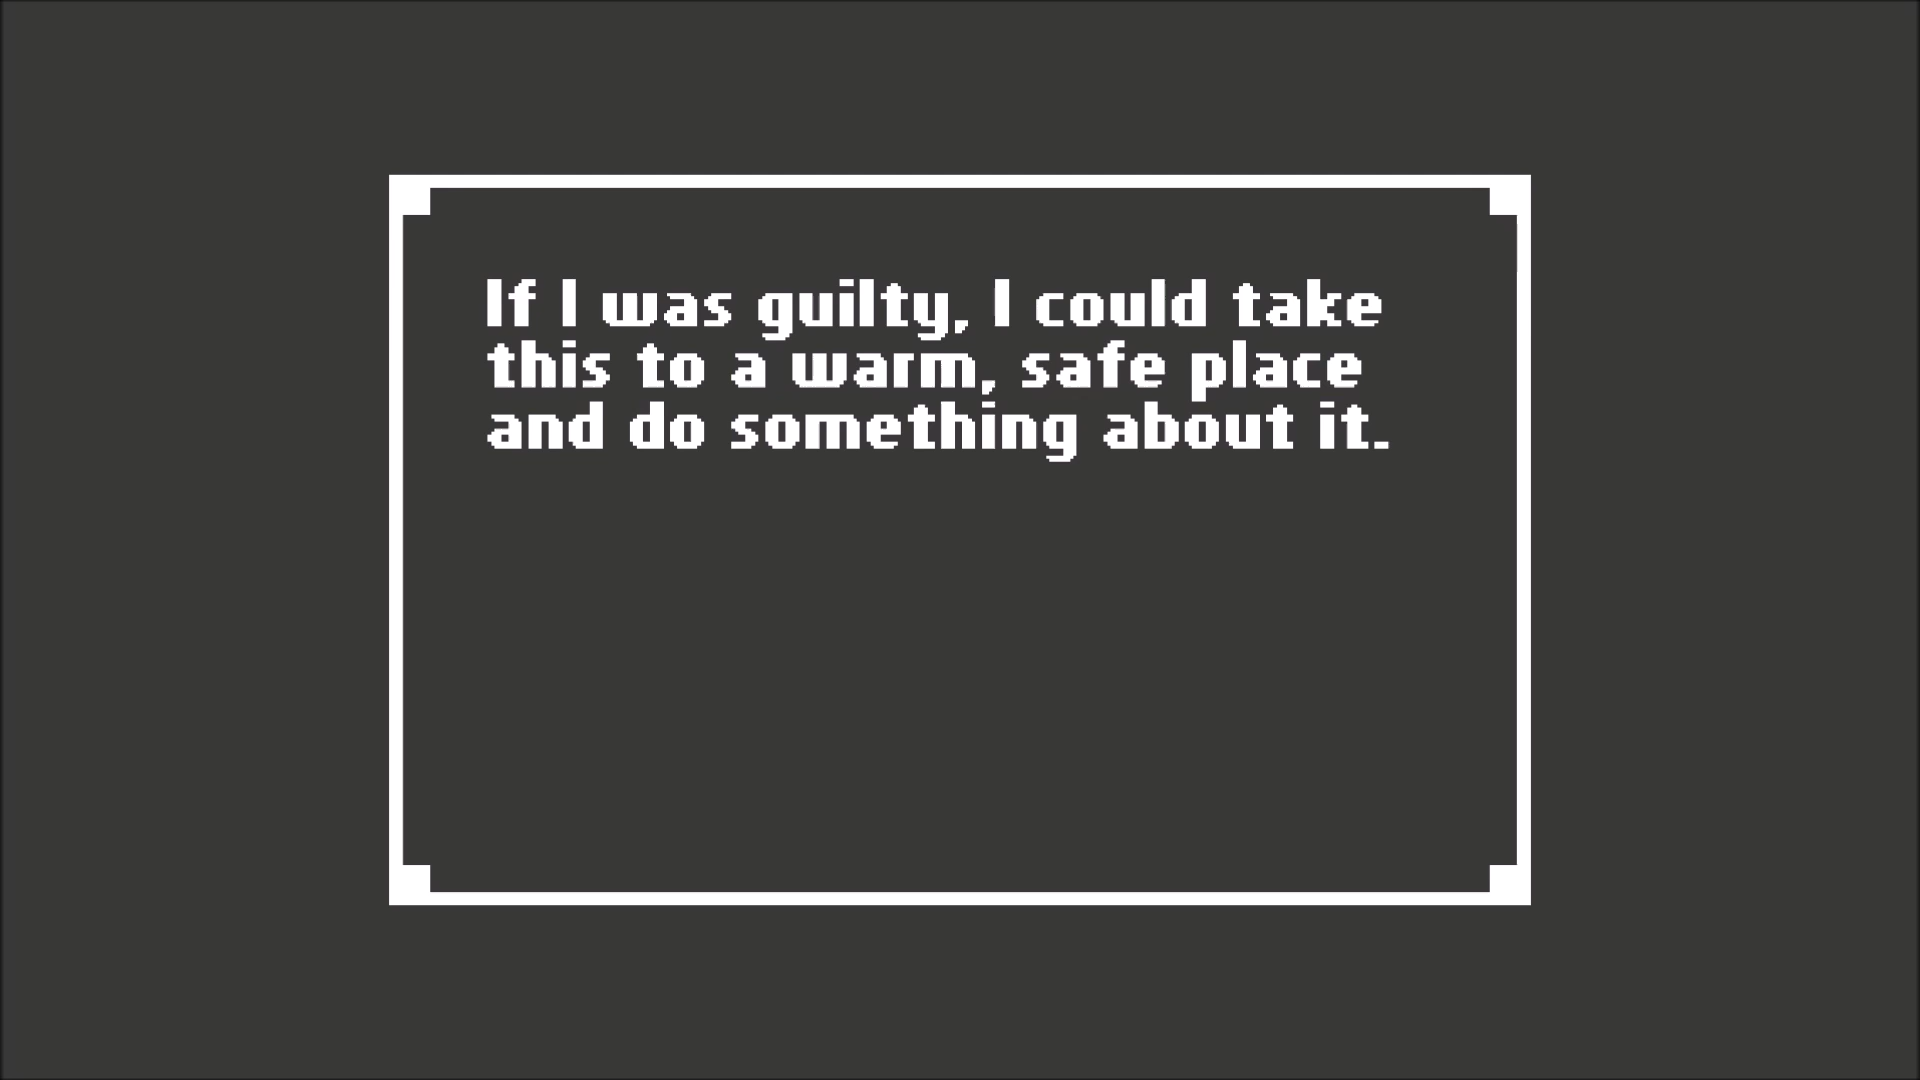 If I was guilty, I could take
this to a warm, safe place
and do something about it.